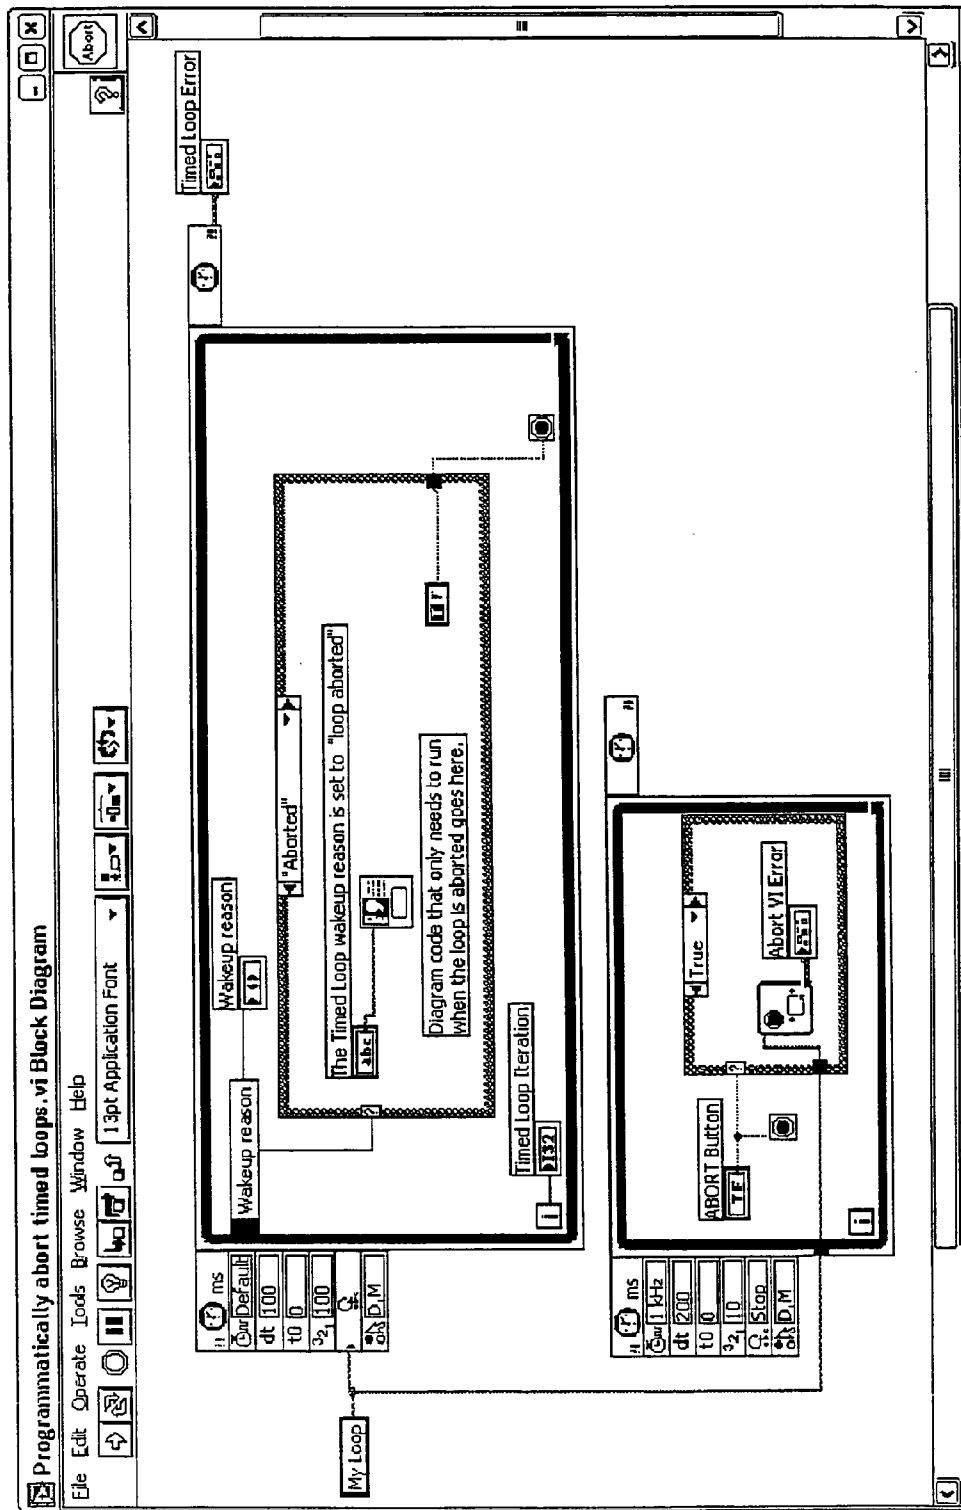 Programmatically abort timed loops.vi Block Diagram
File Edit Operate Tools Browse Window Help
13pt Application Font
Abort
?
Timed Loop Error
Wakeup reason
Wakeup reason
"Aborted"
The Timed Loop wakeup reason is set to "loop aborted"
abc
Diagram code that only needs to run
when the loop is aborted goes here.
Timed Loop Iteration
I32
i
ms
Default
dt 100
t0 0
100
D,M
My Loop
ms
1 kHz
dt 200
t0 0
10
Stop
D,M
ABORT Button
TF
?
True
Abort VI Error
i